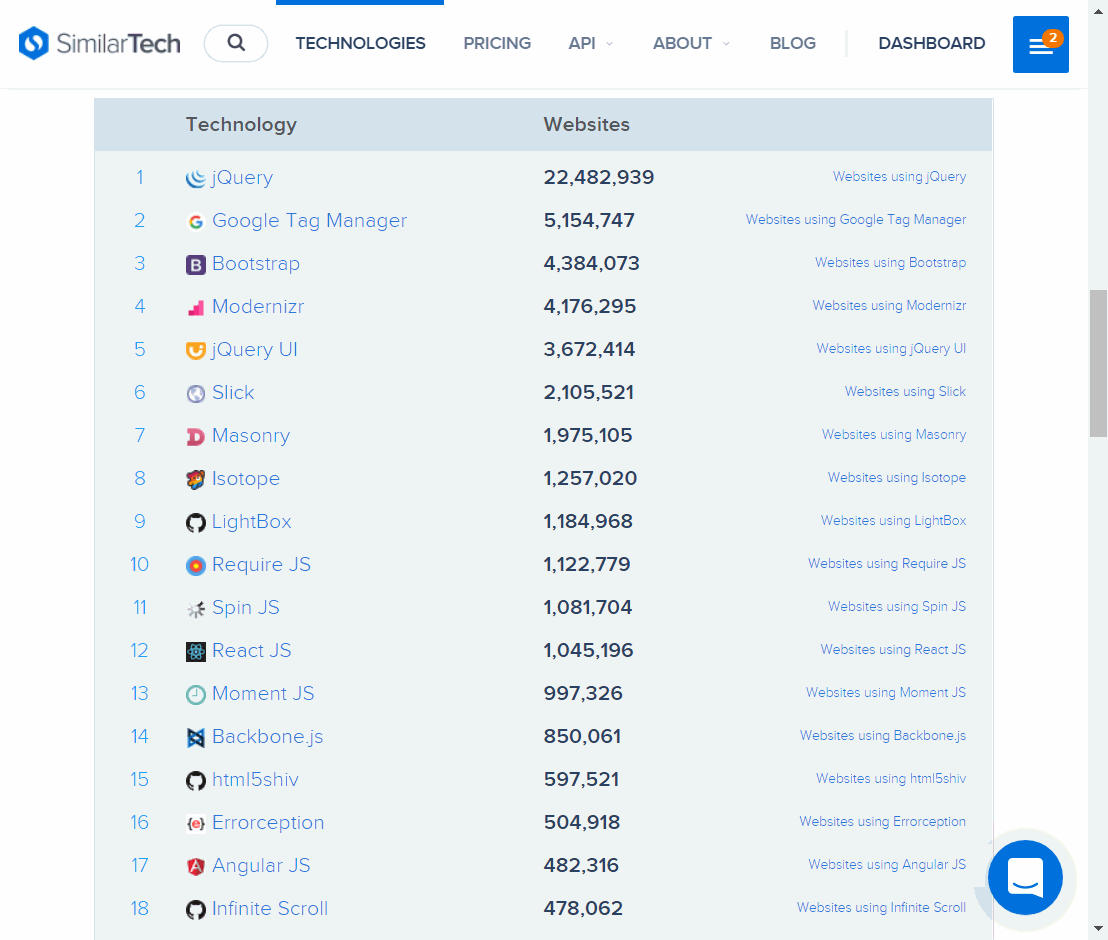 SimilarTech TECHNOLOGIES PRICING API ABOUT BLOG DASHBOARD 2
Technology Websites
1 jQuery 22,482,939 Websites using jQuery
2 Google Tag Manager 5,154,747 Websites using Google Tag Manager
3 Bootstrap 4,384,073 Websites using Bootstrap
4 Modernizr 4,176,295 Websites using Modernizr
5 jQuery UI 3,672,414 Websites using jQuery UI
6 Slick 2,105,521 Websites using Slick
7 Masonry 1,975,105 Websites using Masonry
8 Isotope 1,257,020 Websites using Isotope
9 LightBox 1,184,968 Websites using LightBox
10 Require JS 1,122,779 Websites using Require JS
11 Spin JS 1,081,704 Websites using Spin JS
12 React JS 1,045,196 Websites using React JS
13 Moment JS 997,326 Websites using Moment JS
14 Backbone.js 850,061 Websites using Backbone.js
15 html5shiv 597,521 Websites using html5shiv
16 Errorception 504,918 Websites using Errorception
17 Angular JS 482,316 Websites using Angular JS
18 Infinite Scroll 478,062 Websites using Infinite Scroll